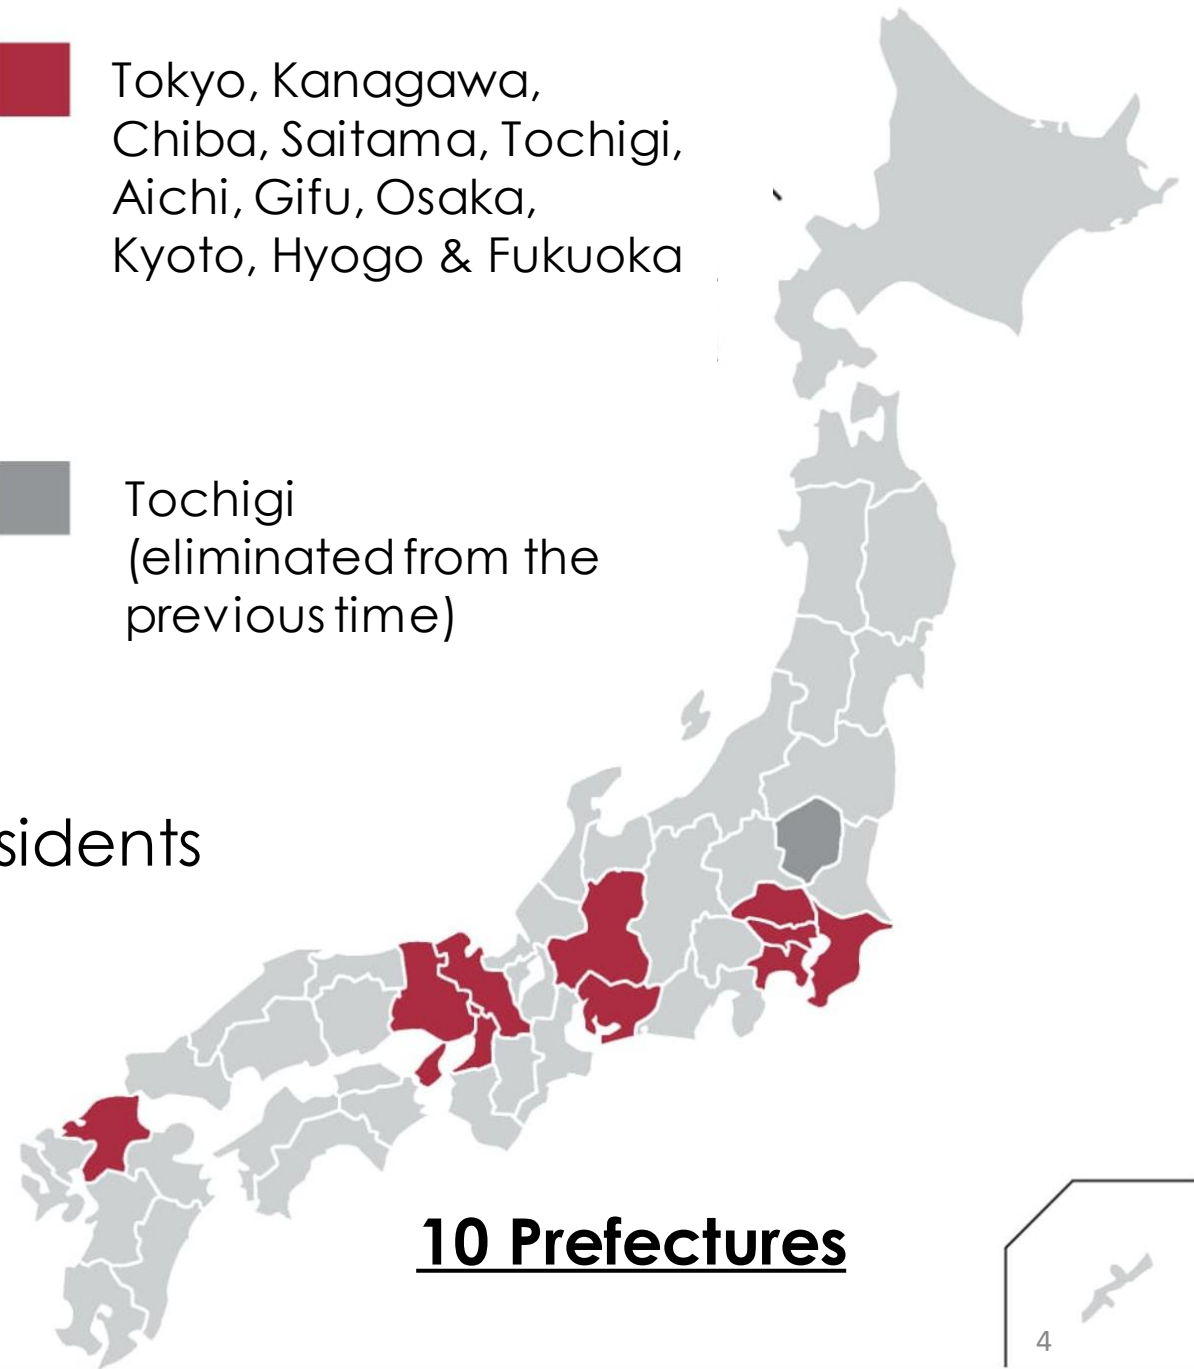 Tokyo, Kanagawa,
Chiba, Saitama, Tochigi,
Aichi, Gifu, Osaka,
Kyoto, Hyogo & Fukuoka
Tochigi
(eliminated from the
previous time)
sidents
10 Prefectures
4